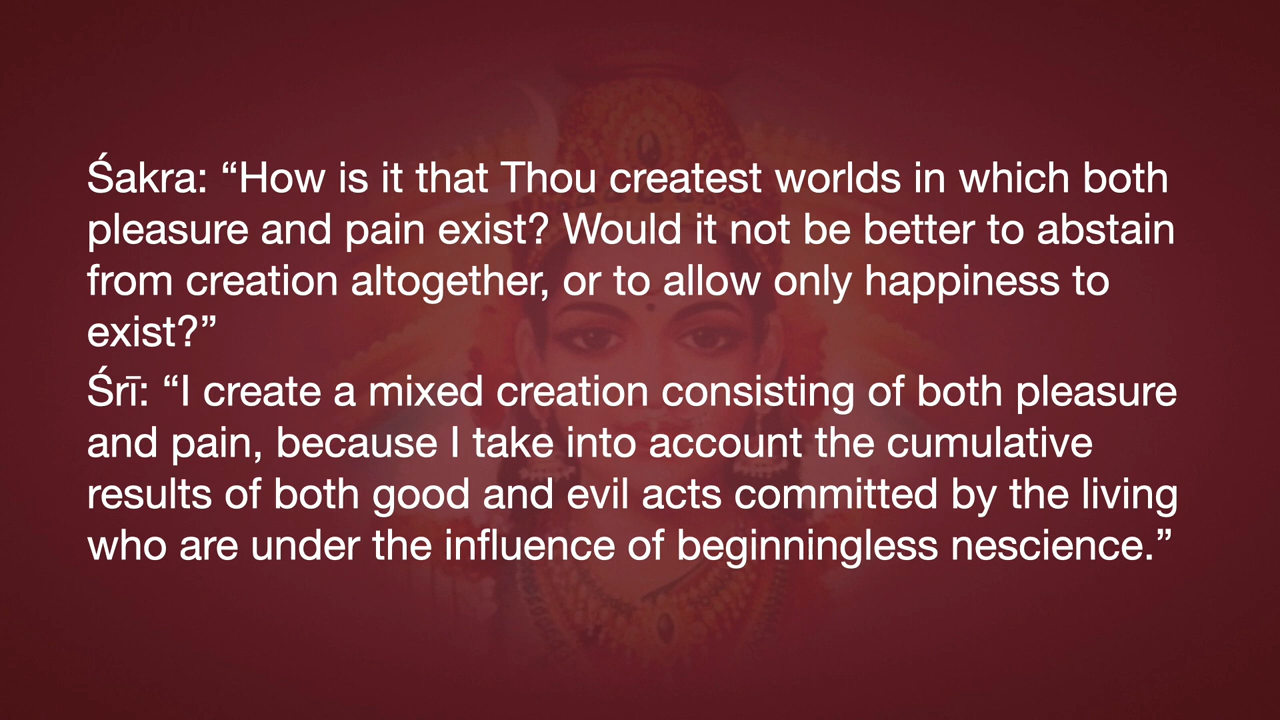 Śakra: “How is it that Thou createst worlds in which both
pleasure and pain exist? Would it not be better to abstain
from creation altogether, or to allow only happiness to
exist?”
Śrī: “I create a mixed creation consisting of both pleasure
and pain, because I take into account the cumulative
results of both good and evil acts committed by the living
who are under the influence of beginningless nescience.”